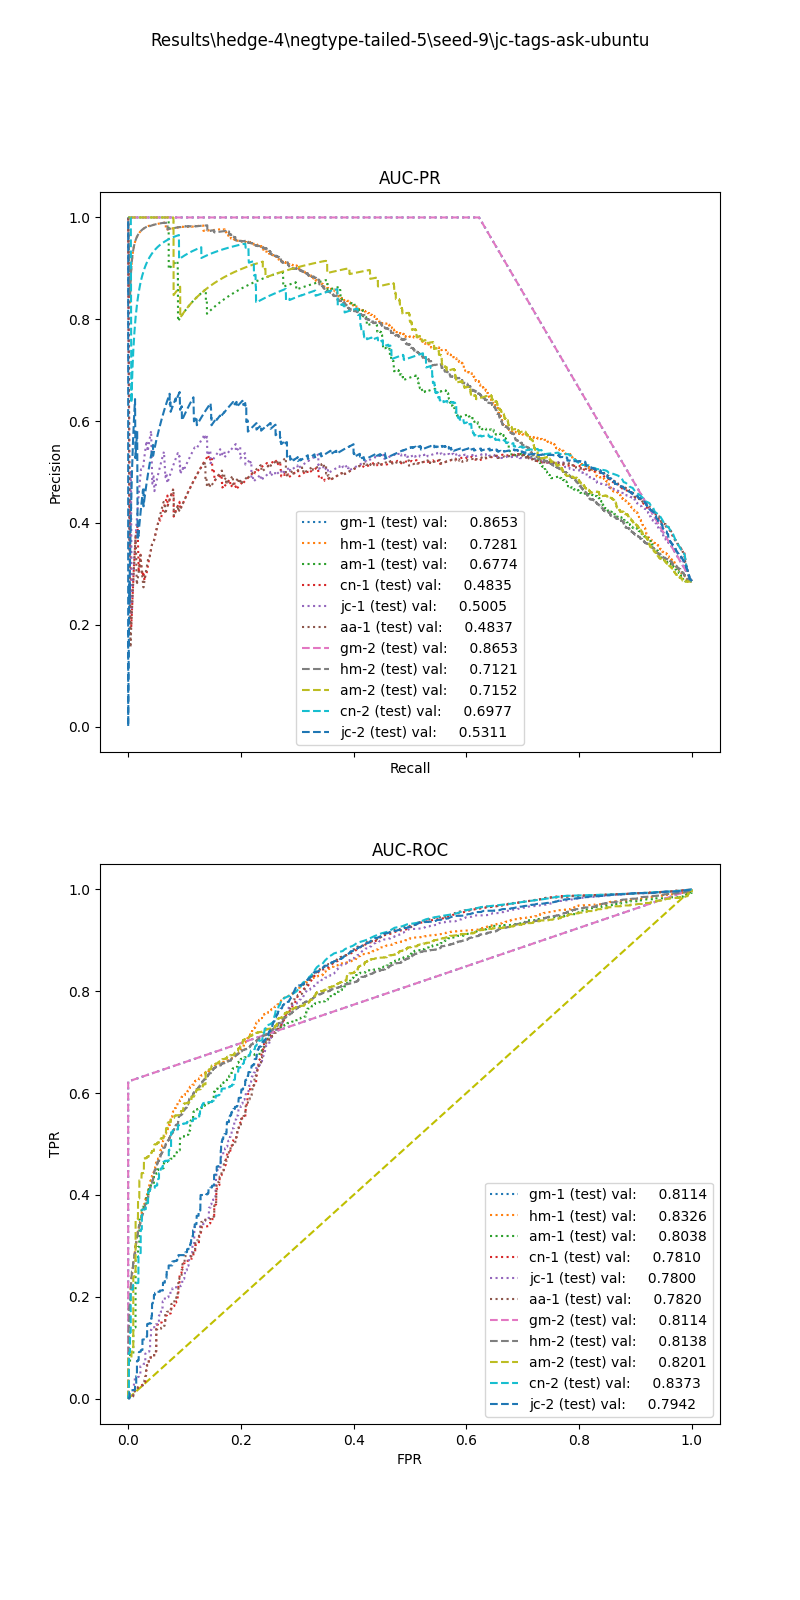 Results\hedge-4\negtype-tailed-5\seed-9\jc-tags-ask-ubuntu
AUC-PR
1.0
0.8
0.6
0.4
0.2
0.0
Precision
gm-1 (test) val: 0.8653
hm-1 (test) val: 0.7281
am-1 (test) val: 0.6774
cn-1 (test) val: 0.4835
jc-1 (test) val: 0.5005
aa-1 (test) val: 0.4837
gm-2 (test) val: 0.8653
hm-2 (test) val: 0.7121
am-2 (test) val: 0.7152
cn-2 (test) val: 0.6977
jc-2 (test) val: 0.5311
Recall
AUC-ROC
1.0
0.8
0.6
0.4
0.2
0.0
TPR
gm-1 (test) val: 0.8114
hm-1 (test) val: 0.8326
am-1 (test) val: 0.8038
cn-1 (test) val: 0.7810
jc-1 (test) val: 0.7800
aa-1 (test) val: 0.7820
gm-2 (test) val: 0.8114
hm-2 (test) val: 0.8138
am-2 (test) val: 0.8201
cn-2 (test) val: 0.8373
jc-2 (test) val: 0.7942
0.0 0.2 0.4 0.6 0.8 1.0
FPR